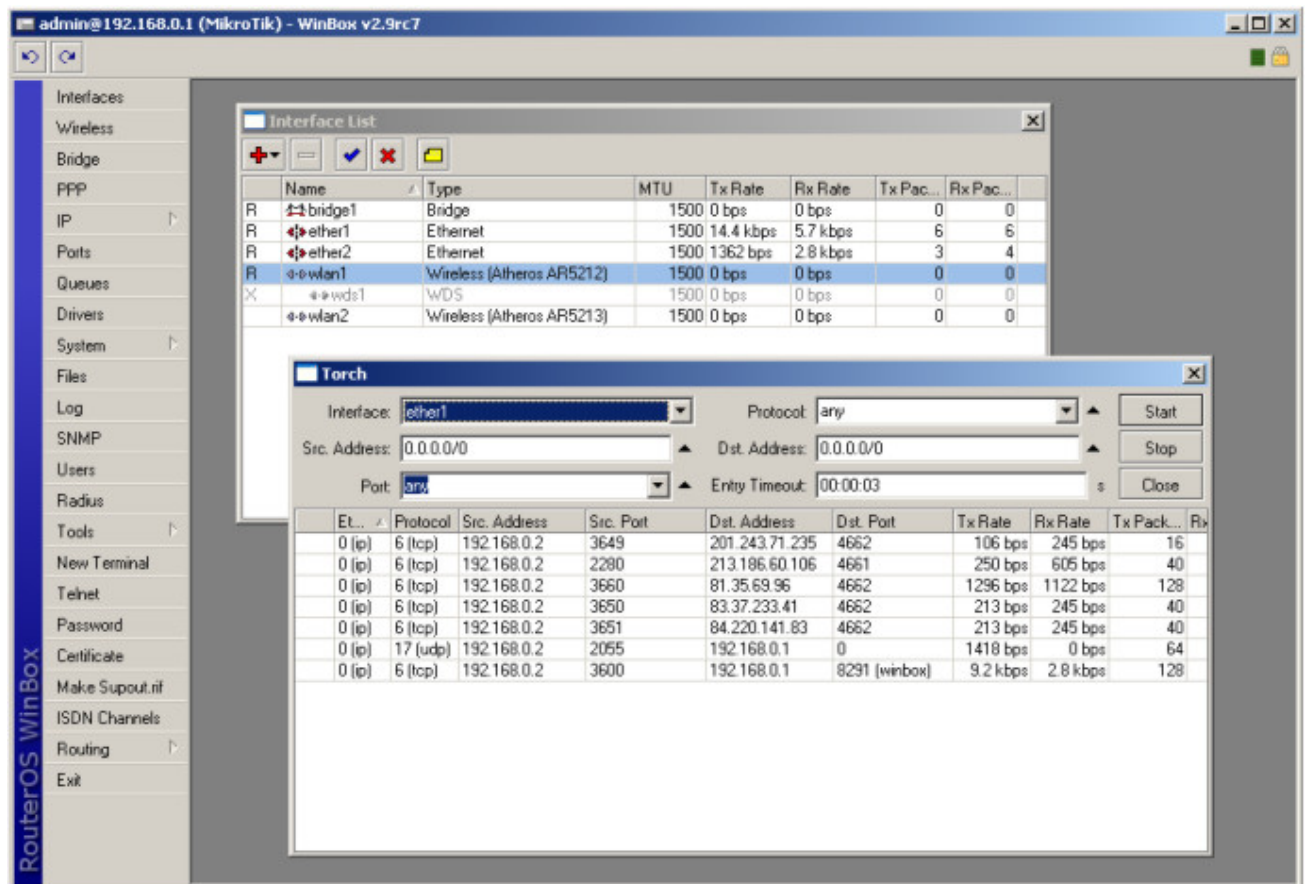 admin@192.168.0.1 (MikroTik) - WinBox v2.9rc7
RouterOS WinBox
Interfaces
Wireless
Bridge
PPP
IP
Ports
Queues
Drivers
System
Files
Log
SNMP
Users
Radius
Tools
New Terminal
Telnet
Password
Certificate
Make Supout.rif
ISDN Channels
Routing
Exit
Interface List
Name Type MTU Tx Rate Rx Rate Tx Pac... Rx Pac...
R bridge1 Bridge 1500 0 bps 0 bps 0 0
R ether1 Ethernet 1500 14.4 kbps 5.7 kbps 6 6
R ether2 Ethernet 1500 1362 bps 2.8 kbps 3 4
R wlan1 Wireless (Atheros AR5212) 1500 0 bps 0 bps 0 0
X wds1 WDS 1500 0 bps 0 bps 0 0
wlan2 Wireless (Atheros AR5213) 1500 0 bps 0 bps 0 0
Torch
Interface: ether1 Protocol: any Start
Src. Address: 0.0.0.0/0 Dst. Address: 0.0.0.0/0 Stop
Port: any Entry Timeout: 00:00:03 s Close
Et... Protocol Src. Address Src. Port Dst. Address Dst. Port Tx Rate Rx Rate Tx Pack... Rx
0 (ip) 6 (tcp) 192.168.0.2 3649 201.243.71.235 4662 106 bps 245 bps 16
0 (ip) 6 (tcp) 192.168.0.2 2280 213.186.60.106 4661 250 bps 605 bps 40
0 (ip) 6 (tcp) 192.168.0.2 3660 81.35.69.96 4662 1296 bps 1122 bps 128
0 (ip) 6 (tcp) 192.168.0.2 3650 83.37.233.41 4662 213 bps 245 bps 40
0 (ip) 6 (tcp) 192.168.0.2 3651 84.220.141.83 4662 213 bps 245 bps 40
0 (ip) 17 (udp) 192.168.0.2 2055 192.168.0.1 0 1418 bps 0 bps 64
0 (ip) 6 (tcp) 192.168.0.2 3600 192.168.0.1 8291 (winbox) 9.2 kbps 2.8 kbps 128